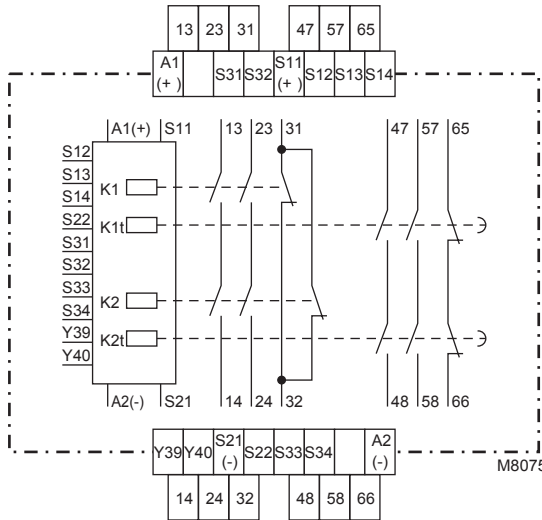 13 23 31 47 57 65
A1 (+) S31 S32 S11 (+) S12 S13 S14
A1(+) S11 13 23 31 47 57 65
S12
S13
S14
S22
S31
S32
S33
S34
Y39
Y40
K1
K1t
K2
K2t
A2(-) S21 14 24 32 48 58 66
Y39 Y40 S21 (-) S22 S33 S34 A2 (-)
M8075
14 24 32 48 58 66